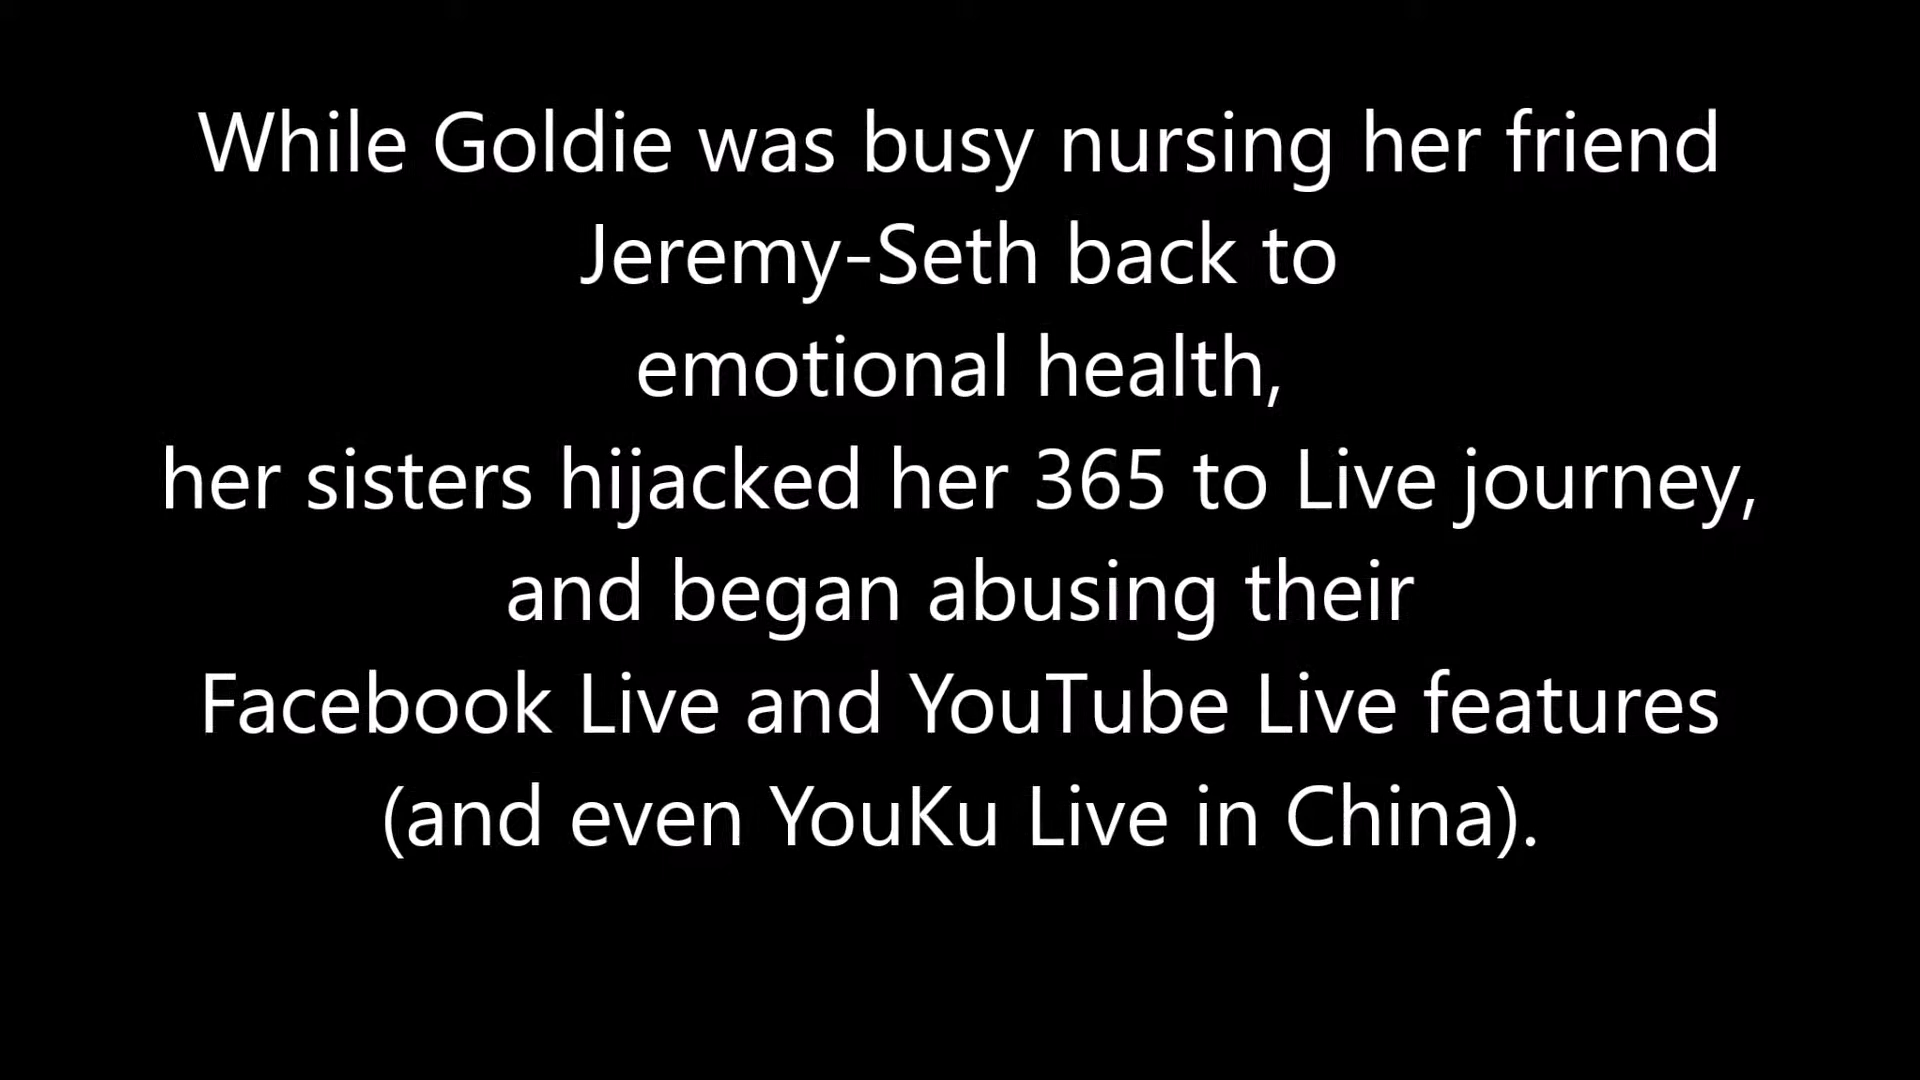 While Goldie was busy nursing her friend
Jeremy-Seth back to
emotional health,
her sisters hijacked her 365 to Live journey,
and began abusing their
Facebook Live and YouTube Live features
(and even YouKu Live in China).